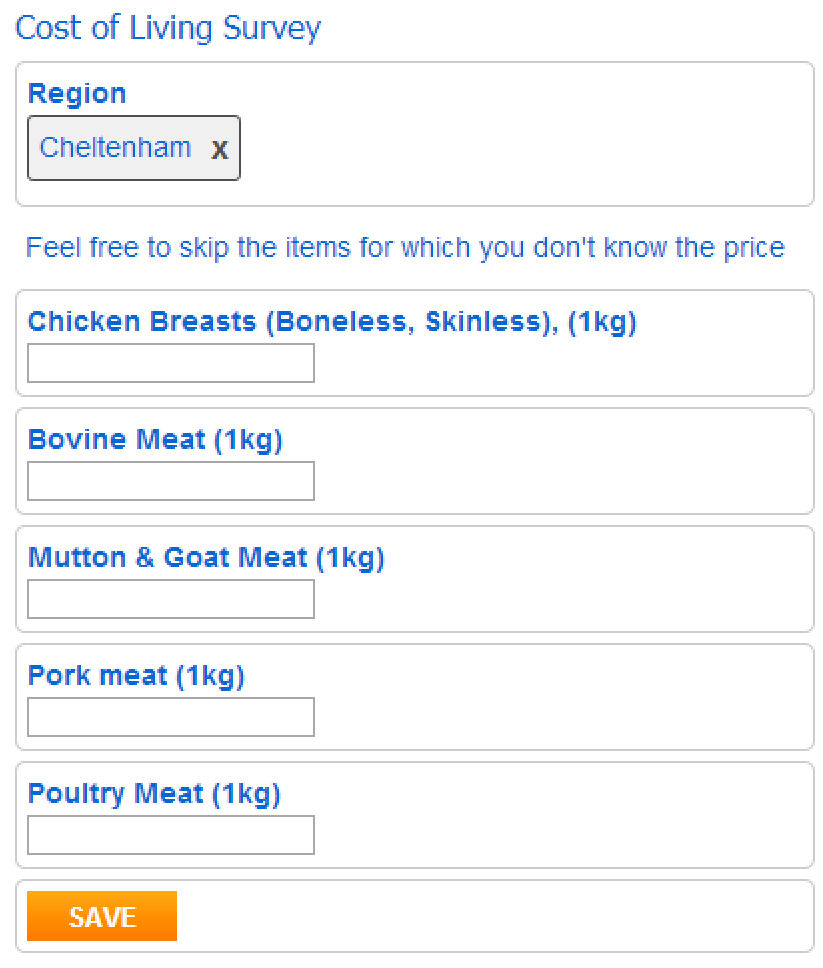 Cost of Living Survey
Region
Cheltenham x
Feel free to skip the items for which you don't know the price
Chicken Breasts (Boneless, Skinless), (1kg)
Bovine Meat (1kg)
Mutton & Goat Meat (1kg)
Pork meat (1kg)
Poultry Meat (1kg)
SAVE